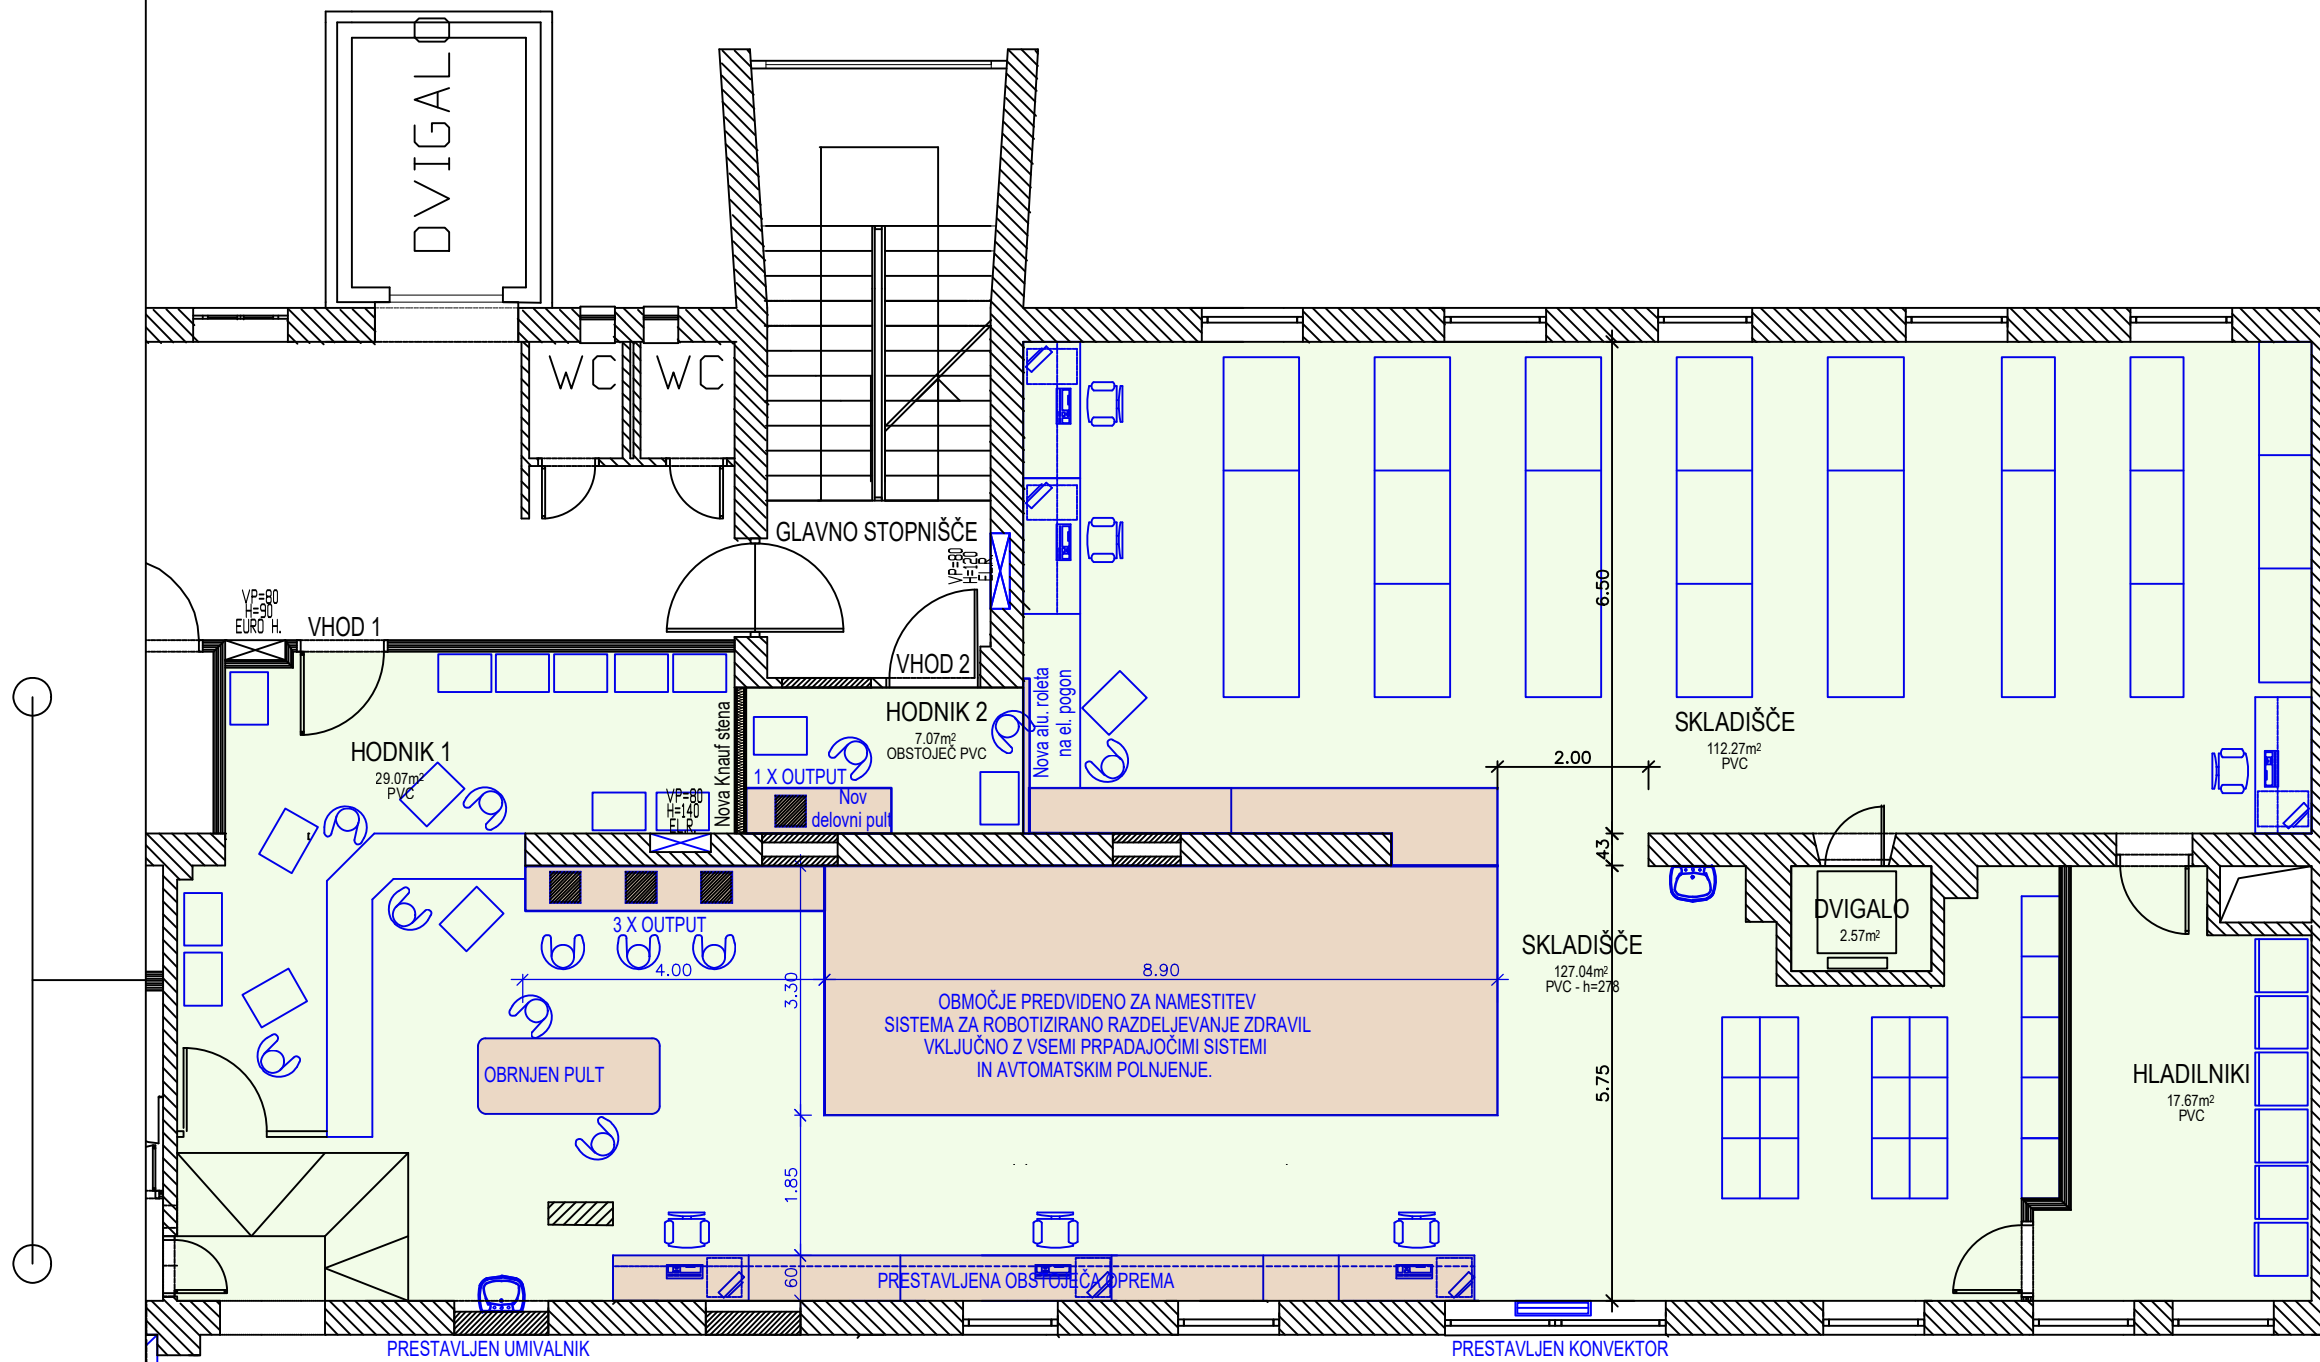 DVIGALO
WC
WC
GLAVNO STOPNIŠČE
VP=80
H=120
EL.R.
VP=80
H=90
EURO H.
VHOD 1
VHOD 2
HODNIK 1
29.07m²
PVC
VP=80
H=140
EL.R.
Nova Knauf stena
HODNIK 2
7.07m²
OBSTOJEČ PVC
1 X OUTPUT
Nov
delovni pult
Nova alu. roleta
na el. pogon
6.50
SKLADIŠČE
112.27m²
PVC
2.00
43
3 X OUTPUT
4.00
8.90
3.30
OBMOČJE PREDVIDENO ZA NAMESTITEV
SISTEMA ZA ROBOTIZIRANO RAZDELJEVANJE ZDRAVIL
VKLJUČNO Z VSEMI PRPADAJOČIMI SISTEMI
IN AVTOMATSKIM POLNJENJE.
SKLADIŠČE
127.04m²
PVC - h=278
DVIGALO
2.57m²
OBRNJEN PULT
5.75
HLADILNIKI
17.67m²
PVC
1.85
60
PRESTAVLJENA OBSTOJEČA OPREMA
PRESTAVLJEN UMIVALNIK
PRESTAVLJEN KONVEKTOR